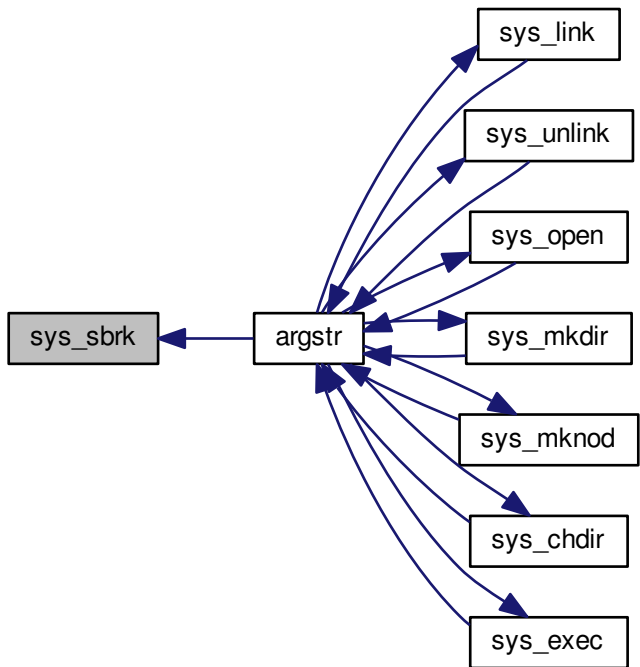 sys_link
sys_unlink
sys_open
sys_sbrk
argstr
sys_mkdir
sys_mknod
sys_chdir
sys_exec